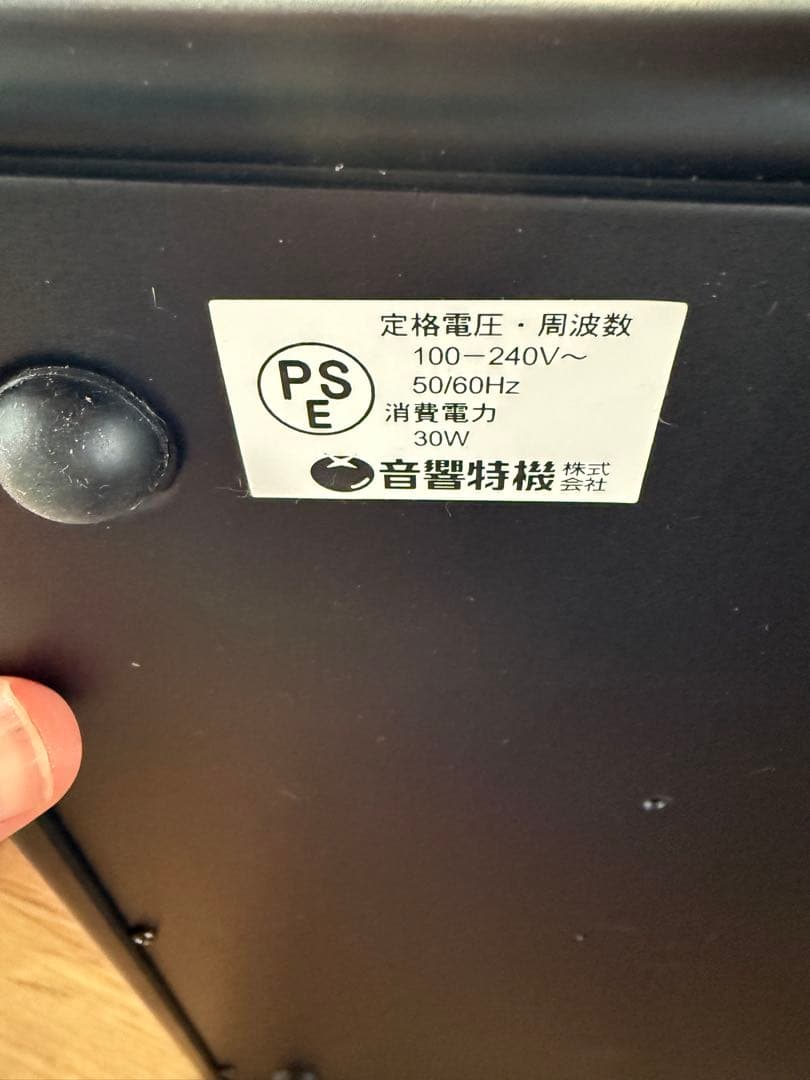 定格電圧・周波数
100－240V～
50/60Hz
PS
E
消費電力
30W
音響特機 株式
会社